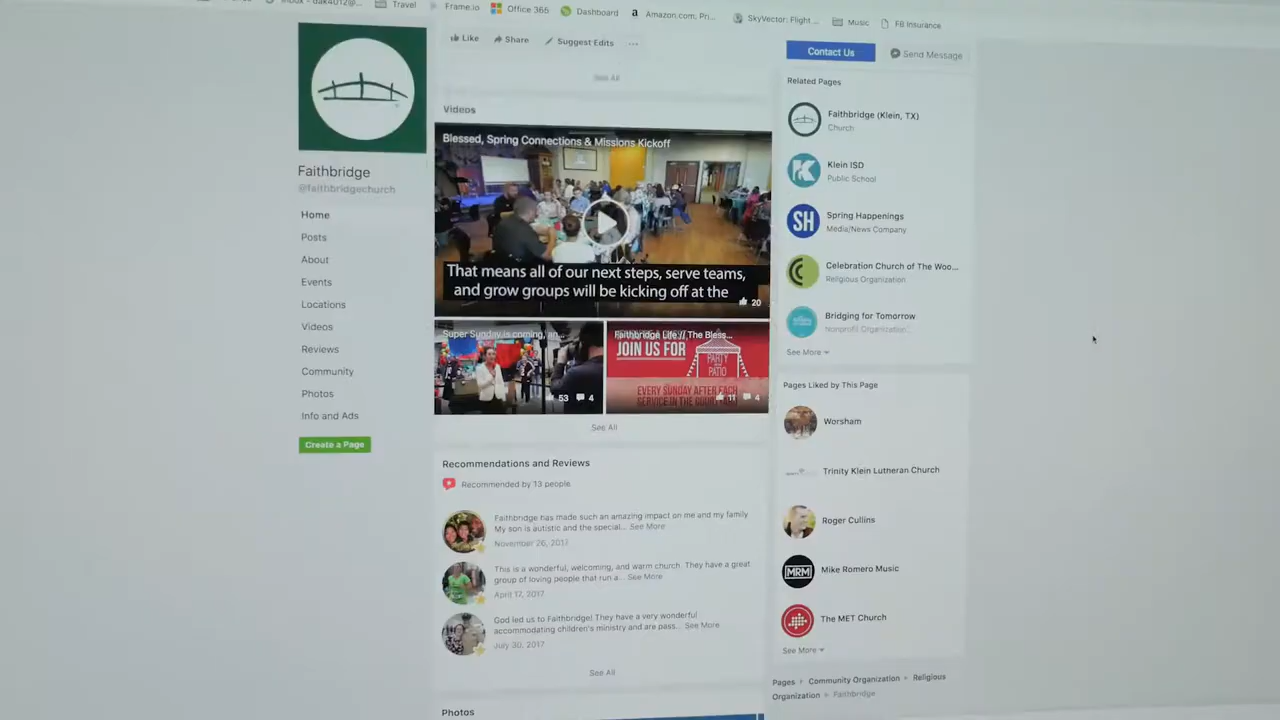 Travel
Frame.io
Office 365
Dashboard
Amazon.com: Pr...
SkyVector: Flight ...
Music
FB Insurance
Like
Share
Suggest Edits
...
See All
Contact Us
Send Message
Faithbridge
@faithbridgechurch
Home
Posts
About
Events
Locations
Videos
Reviews
Community
Photos
Info and Ads
Create a Page
Videos
Blessed, Spring Connections & Missions Kickoff
That means all of our next steps, serve teams,
and grow groups will be kicking off at the
20
Super Sunday is coming, an...
53 4
Faithbridge Life // The Bless...
JOIN US FOR
PARTY
PATIO
EVERY SUNDAY AFTER EACH
SERVICE IN THE
11 4
See All
Recommendations and Reviews
Recommended by 13 people
Faithbridge has made such an amazing impact on me and my family
My son is autistic and the special... See More
November 26, 2017
This is a wonderful, welcoming, and warm church. They have a great
group of loving people that run a... See More
April 17, 2017
God led us to Faithbridge! They have a very wonderful
accommodating children's ministry and are pass... See More
July 30, 2017
See All
Photos
Related Pages
Faithbridge (Klein, TX)
Church
K
Klein ISD
Public School
SH
Spring Happenings
Media/News Company
Celebration Church of The Woo...
Religious Organization
Bridging for Tomorrow
Nonprofit Organization
See More
Pages Liked by This Page
Worsham
Trinity Klein Lutheran Church
Roger Cullins
MRM
Mike Romero Music
The MET Church
See More
Pages Community Organization Religious
Organization Faithbridge